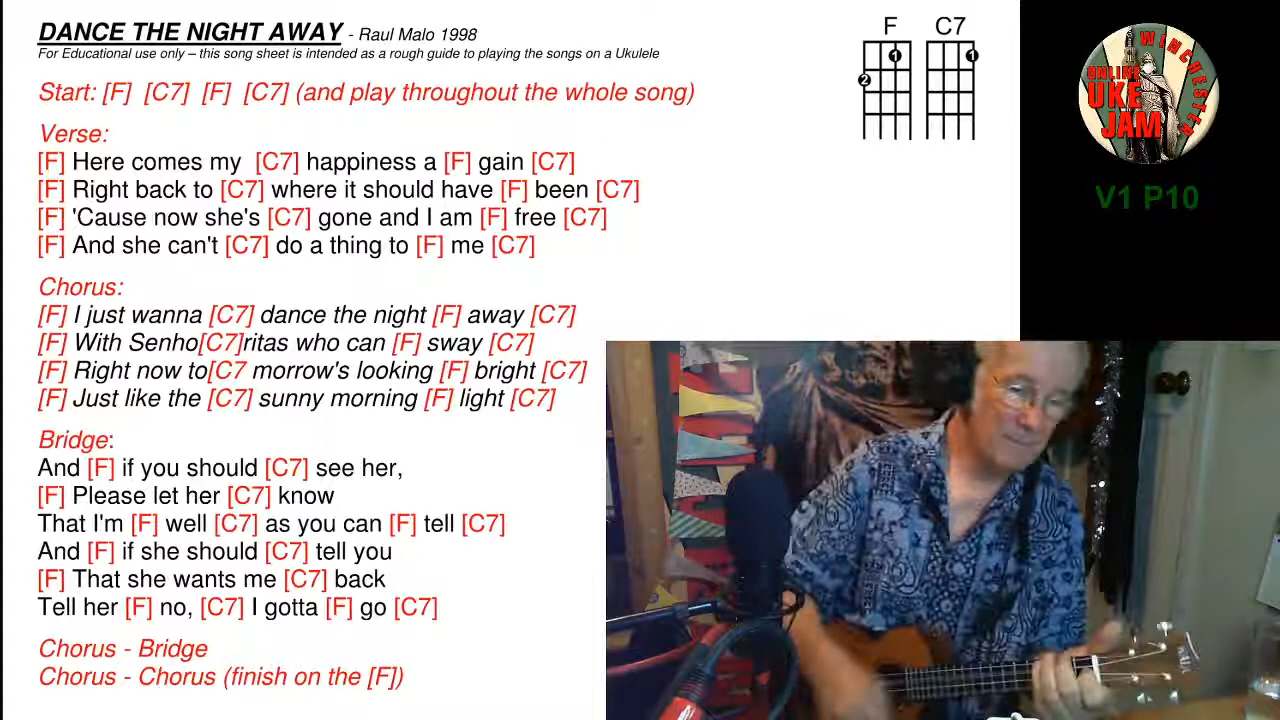 DANCE THE NIGHT AWAY - Raul Malo 1998
For Educational use only – this song sheet is intended as a rough guide to playing the songs on a Ukulele
F C7
1 1
2
Start: [F] [C7] [F] [C7] (and play throughout the whole song)
Verse:
[F] Here comes my [C7] happiness a [F] gain [C7]
[F] Right back to [C7] where it should have [F] been [C7]
[F] 'Cause now she's [C7] gone and I am [F] free [C7]
[F] And she can't [C7] do a thing to [F] me [C7]
Chorus:
[F] I just wanna [C7] dance the night [F] away [C7]
[F] With Senho[C7]ritas who can [F] sway [C7]
[F] Right now to[C7 morrow's looking [F] bright [C7]
[F] Just like the [C7] sunny morning [F] light [C7]
Bridge:
And [F] if you should [C7] see her,
[F] Please let her [C7] know
That I'm [F] well [C7] as you can [F] tell [C7]
And [F] if she should [C7] tell you
[F] That she wants me [C7] back
Tell her [F] no, [C7] I gotta [F] go [C7]
Chorus - Bridge
Chorus - Chorus (finish on the [F])
WINCHESTER
ONLINE
UKE
JAM
V1 P10